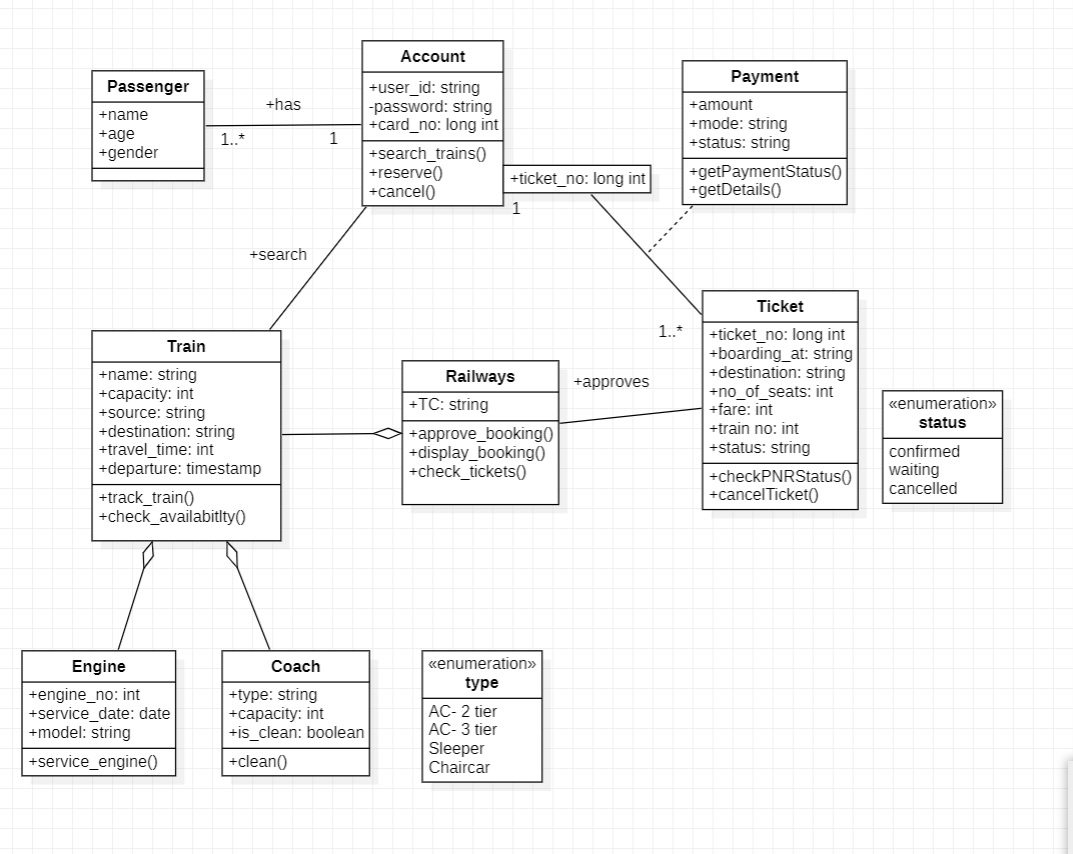 Account
+user_id: string
-password: string
+card_no: long int
+search_trains()
+reserve()
+cancel()
Passenger
+name
+age
+gender
+has
1..*
1
Payment
+amount
+mode: string
+status: string
+getPaymentStatus()
+getDetails()
+ticket_no: long int
1
+search
1..*
Ticket
+ticket_no: long int
+boarding_at: string
+destination: string
+no_of_seats: int
+fare: int
+train no: int
+status: string
+checkPNRStatus()
+cancelTicket()
Train
+name: string
+capacity: int
+source: string
+destination: string
+travel_time: int
+departure: timestamp
+track_train()
+check_availabitlty()
Railways
+TC: string
+approve_booking()
+display_booking()
+check_tickets()
+approves
«enumeration»
status
confirmed
waiting
cancelled
Engine
+engine_no: int
+service_date: date
+model: string
+service_engine()
Coach
+type: string
+capacity: int
+is_clean: boolean
+clean()
«enumeration»
type
AC- 2 tier
AC- 3 tier
Sleeper
Chaircar